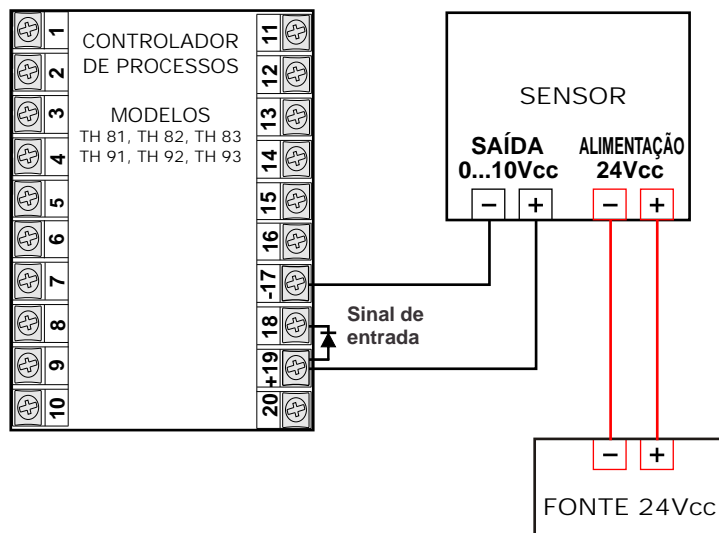 CONTROLADOR
DE PROCESSOS
MODELOS
TH 81, TH 82, TH 83
TH 91, TH 92, TH 93
1
2
3
4
5
6
7
8
9
10
11
12
13
14
15
16
-17
18
+19
20
Sinal de
entrada
SENSOR
SAÍDA
0...10Vcc
ALIMENTAÇÃO
24Vcc
− +
− +
− +
FONTE 24Vcc